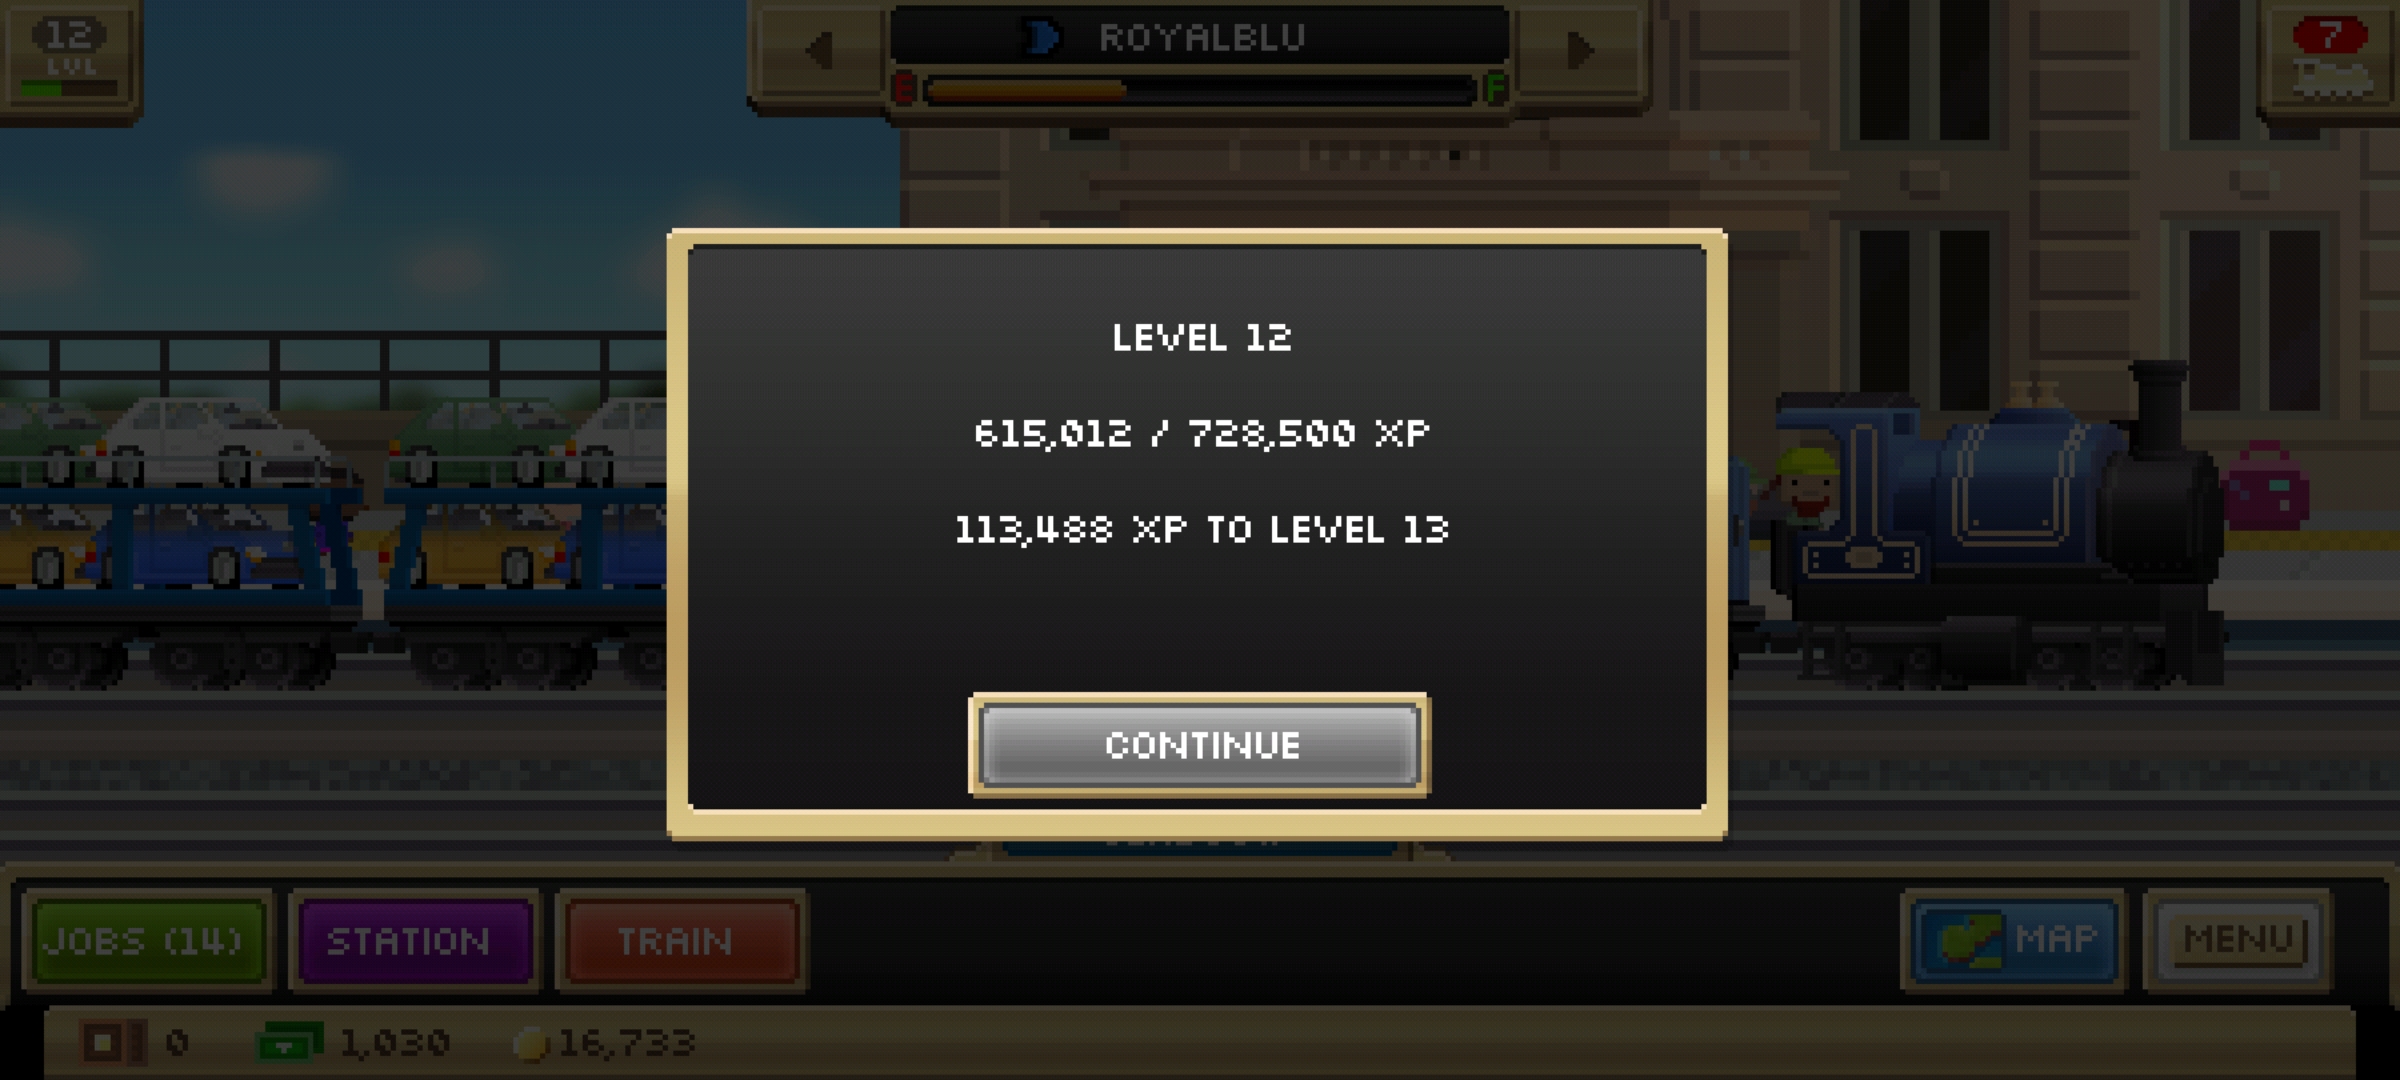 12
LVL
ROYALBLU
E
F
7
LEVEL 12
615,012 / 728,500 XP
113,488 XP TO LEVEL 13
CONTINUE
JOBS (14)
STATION
TRAIN
MAP
MENU
0
1,030
16,733